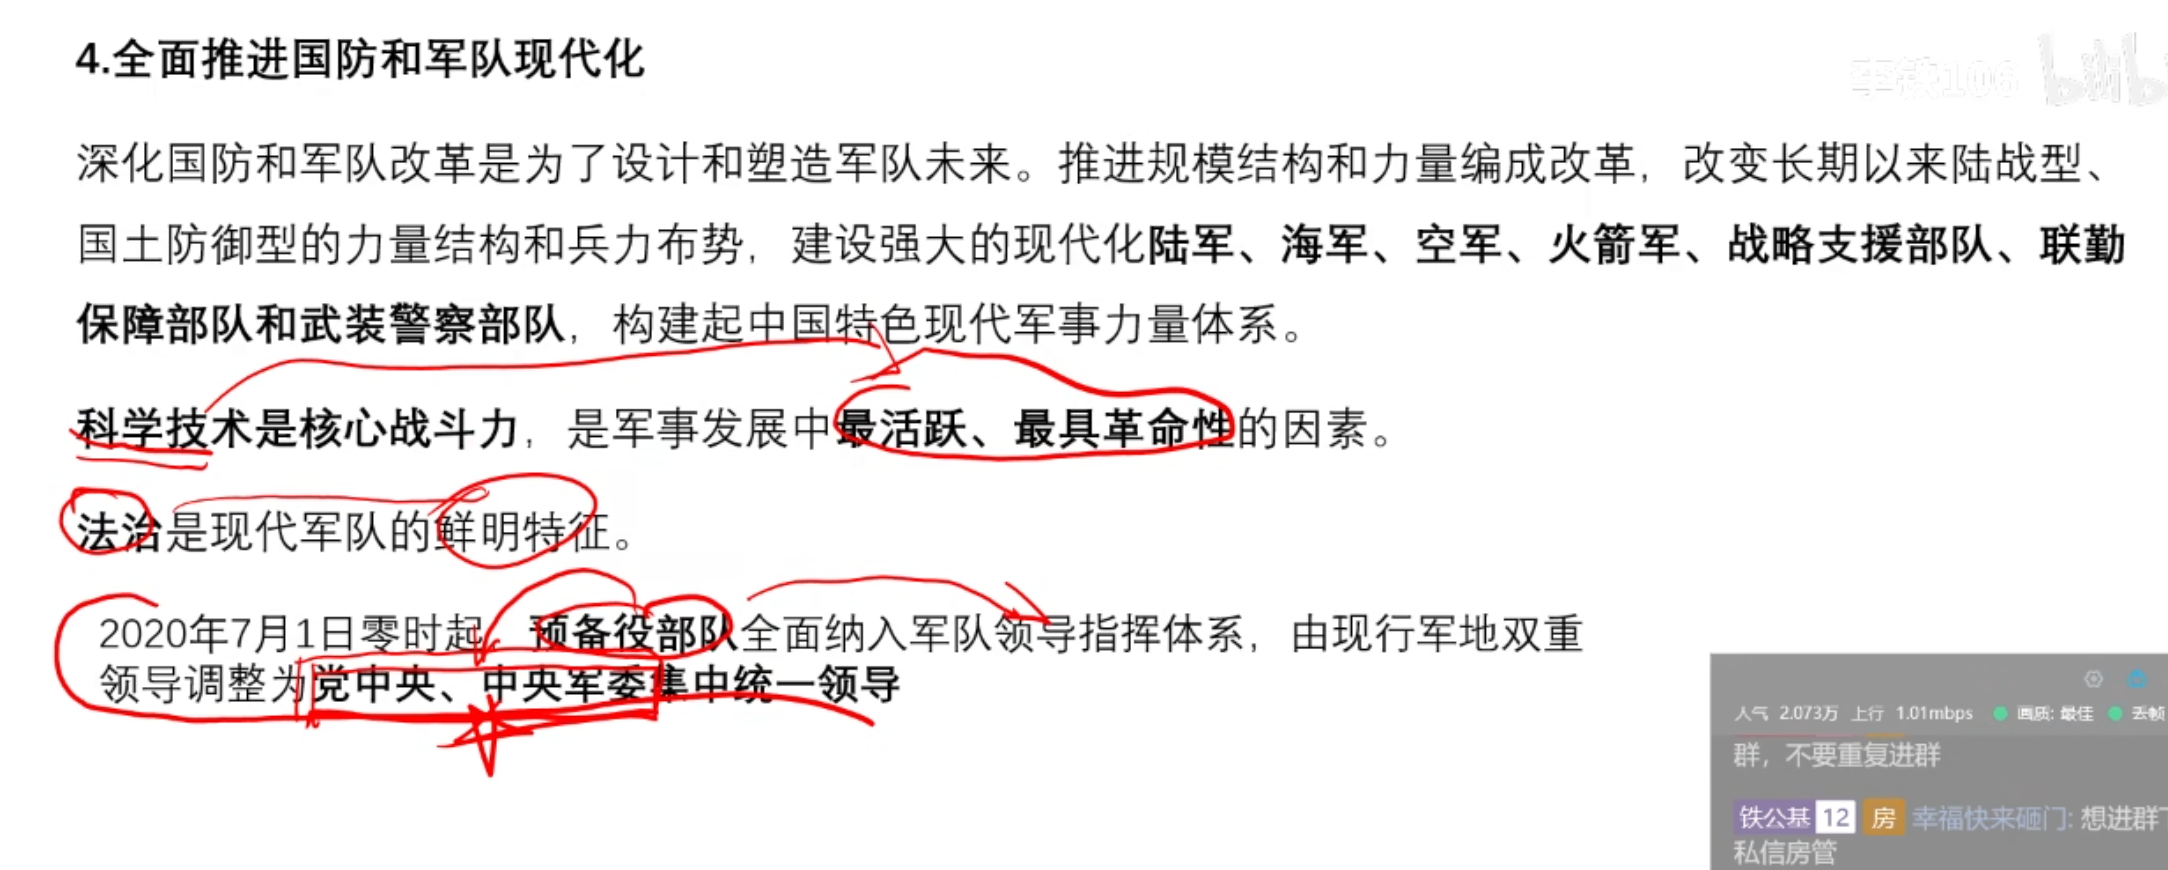 4.全面推进国防和军队现代化
李铁106 bilib
深化国防和军队改革是为了设计和塑造军队未来。推进规模结构和力量编成改革，改变长期以来陆战型、
国土防御型的力量结构和兵力布势，建设强大的现代化陆军、海军、空军、火箭军、战略支援部队、联勤
保障部队和武装警察部队，构建起中国特色现代军事力量体系。
科学技术是核心战斗力，是军事发展中最活跃、最具革命性的因素。
法治是现代军队的鲜明特征。
2020年7月1日零时起，预备役部队全面纳入军队领导指挥体系，由现行军地双重
领导调整为党中央、中央军委集中统一领导
人气 2.073万 上行 1.01mbps 画质: 最佳 丢帧
群，不要重复进群
铁公基 12 房 幸福快来砸门: 想进群
私信房管